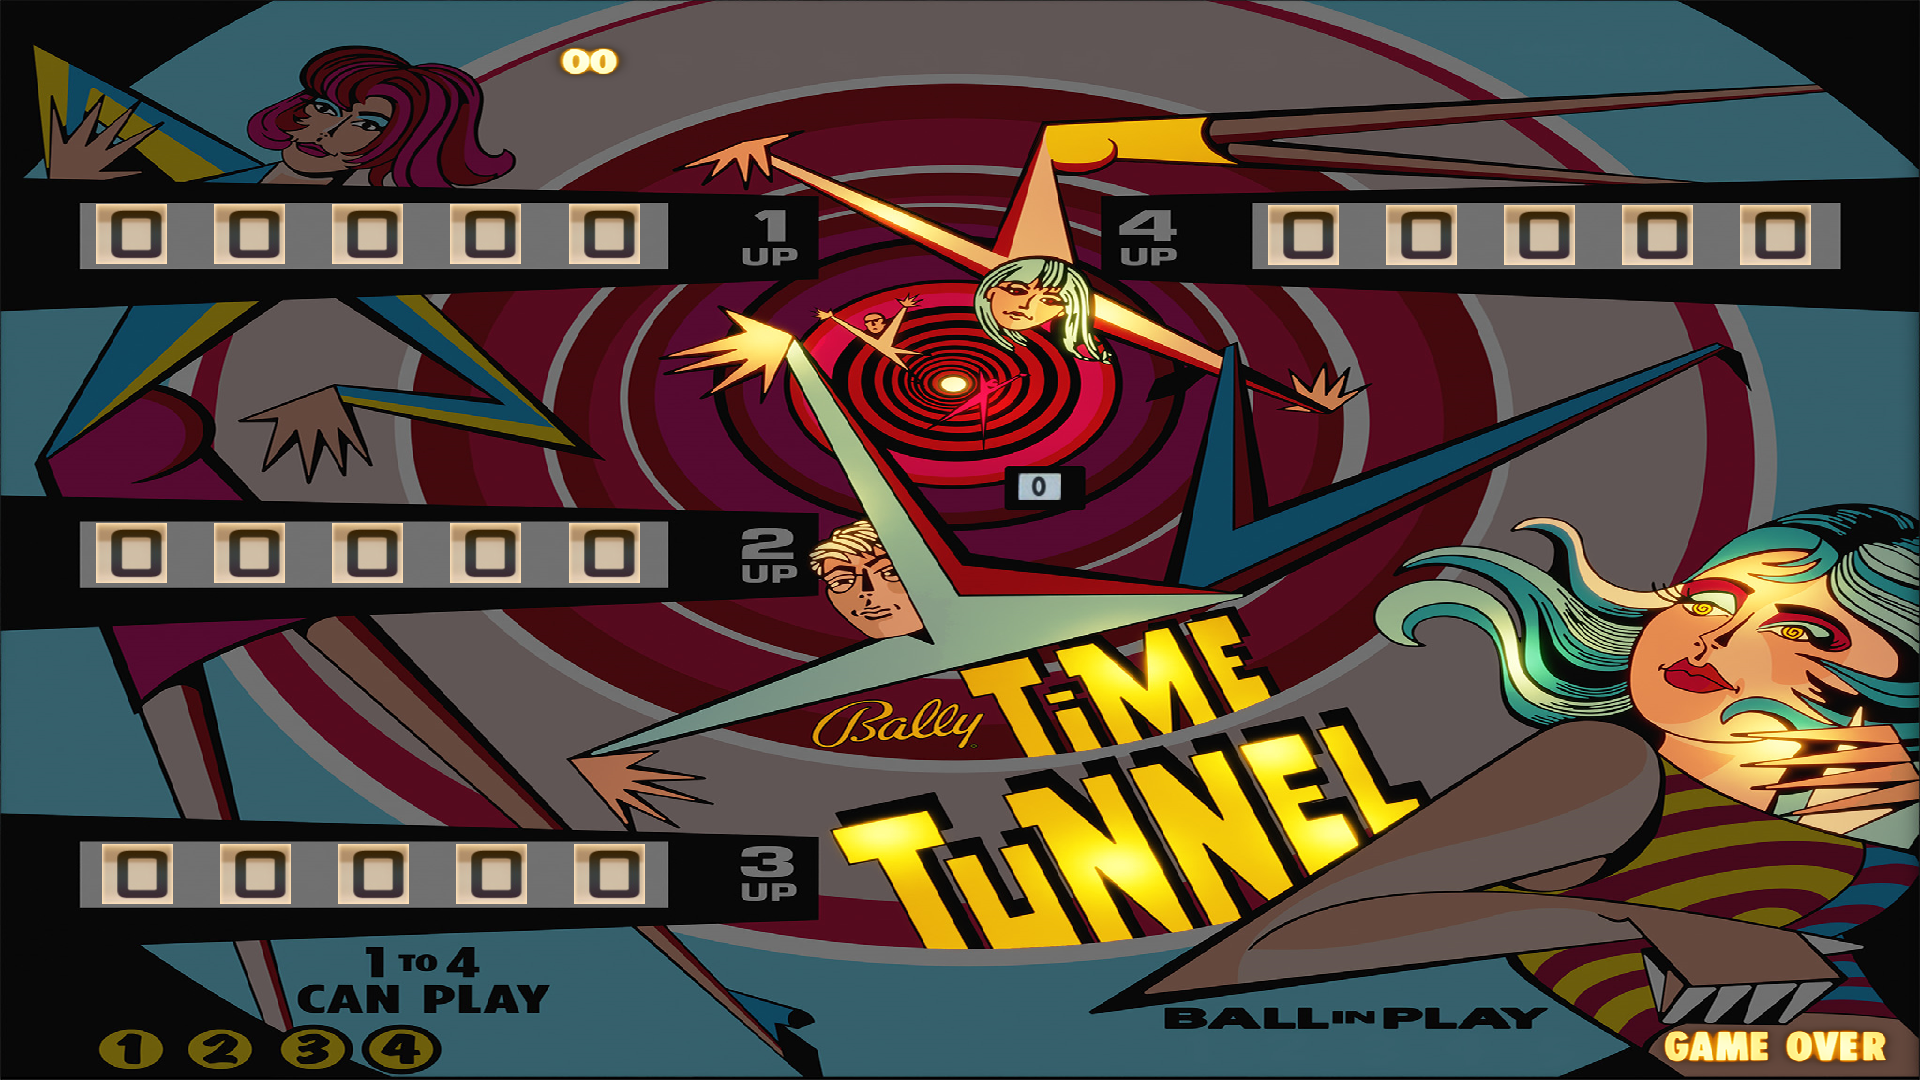 00
0 0 0 0 0
1 UP
4 UP
0 0 0 0 0
0
0 0 0 0 0
2 UP
Bally TiME
TuNNEL
0 0 0 0 0
3 UP
1 TO 4
CAN PLAY
BALL IN PLAY
1 2 3 4
GAME OVER